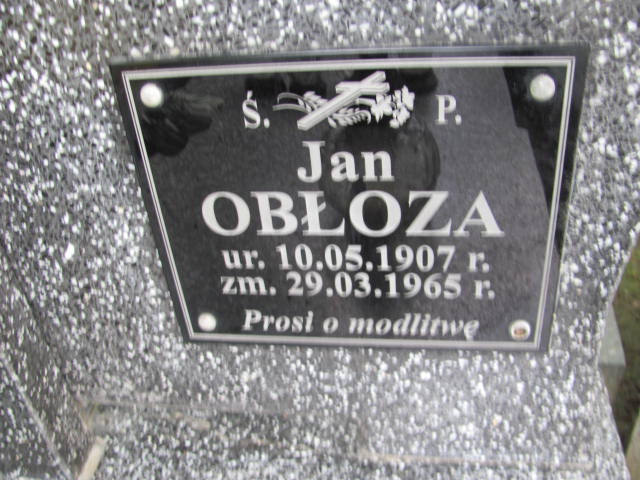 Ś. P.
Jan
OBŁOZA
ur. 10.05.1907 r.
zm. 29.03.1965 r.
Prosi o modlitwę